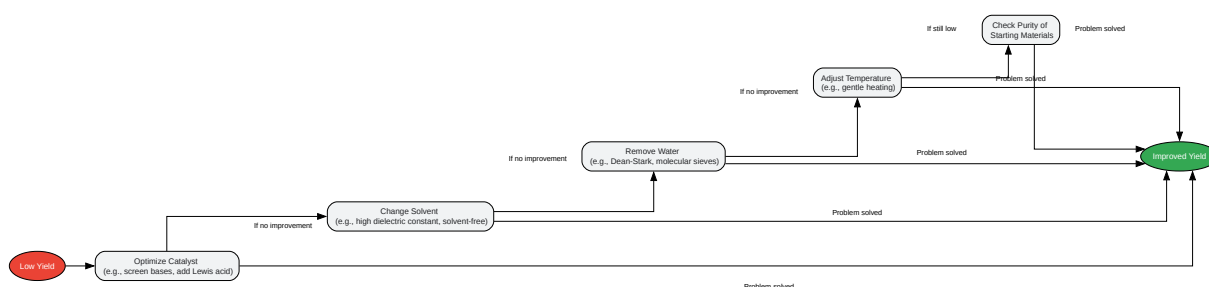 If still low
Check Purity of
Starting Materials
Problem solved
If no improvement
Adjust Temperature
(e.g., gentle heating)
Problem solved
If no improvement
Remove Water
(e.g., Dean-Stark, molecular sieves)
Problem solved
Improved Yield
If no improvement
Change Solvent
(e.g., high dielectric constant, solvent-free)
Problem solved
Low Yield
Optimize Catalyst
(e.g., screen bases, add Lewis acid)
Problem solved